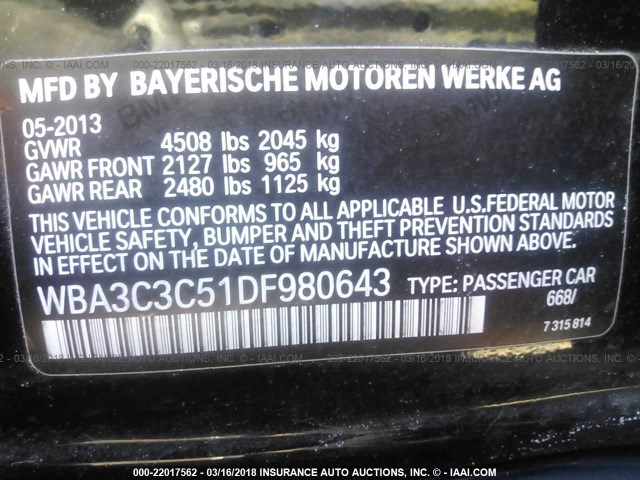 MFD BY BAYERISCHE MOTOREN WERKE AG
05-2013
GVWR 4508 lbs 2045 kg
GAWR FRONT 2127 lbs 965 kg
GAWR REAR 2480 lbs 1125 kg
THIS VEHICLE CONFORMS TO ALL APPLICABLE U.S.FEDERAL MOTOR
VEHICLE SAFETY, BUMPER AND THEFT PREVENTION STANDARDS
IN EFFECT ON THE DATE OF MANUFACTURE SHOWN ABOVE.
WBA3C3C51DF980643 TYPE: PASSENGER CAR
668/
7 315 814
000-22017562 - 03/16/2018 INSURANCE AUTO AUCTIONS - © IAAI.COM